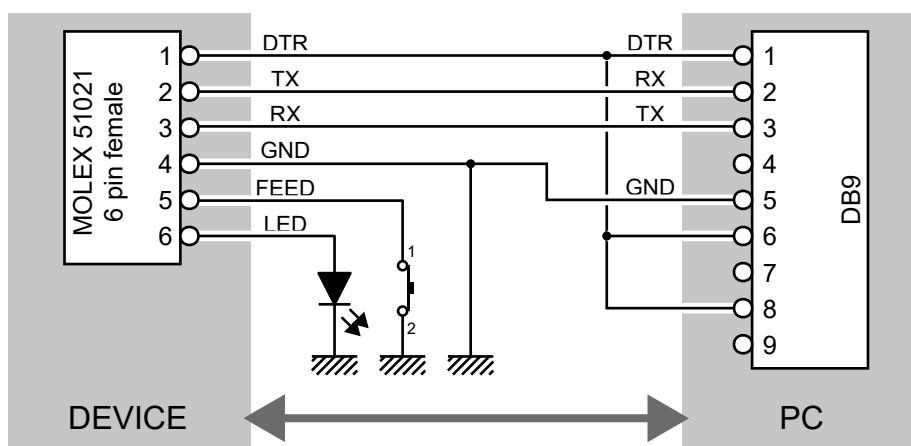 MOLEX 51021
6 pin female
1
2
3
4
5
6
DTR
TX
RX
GND
FEED
LED
1
2
DTR
RX
TX
GND
1
2
3
4
5
6
7
8
9
DB9
DEVICE
PC